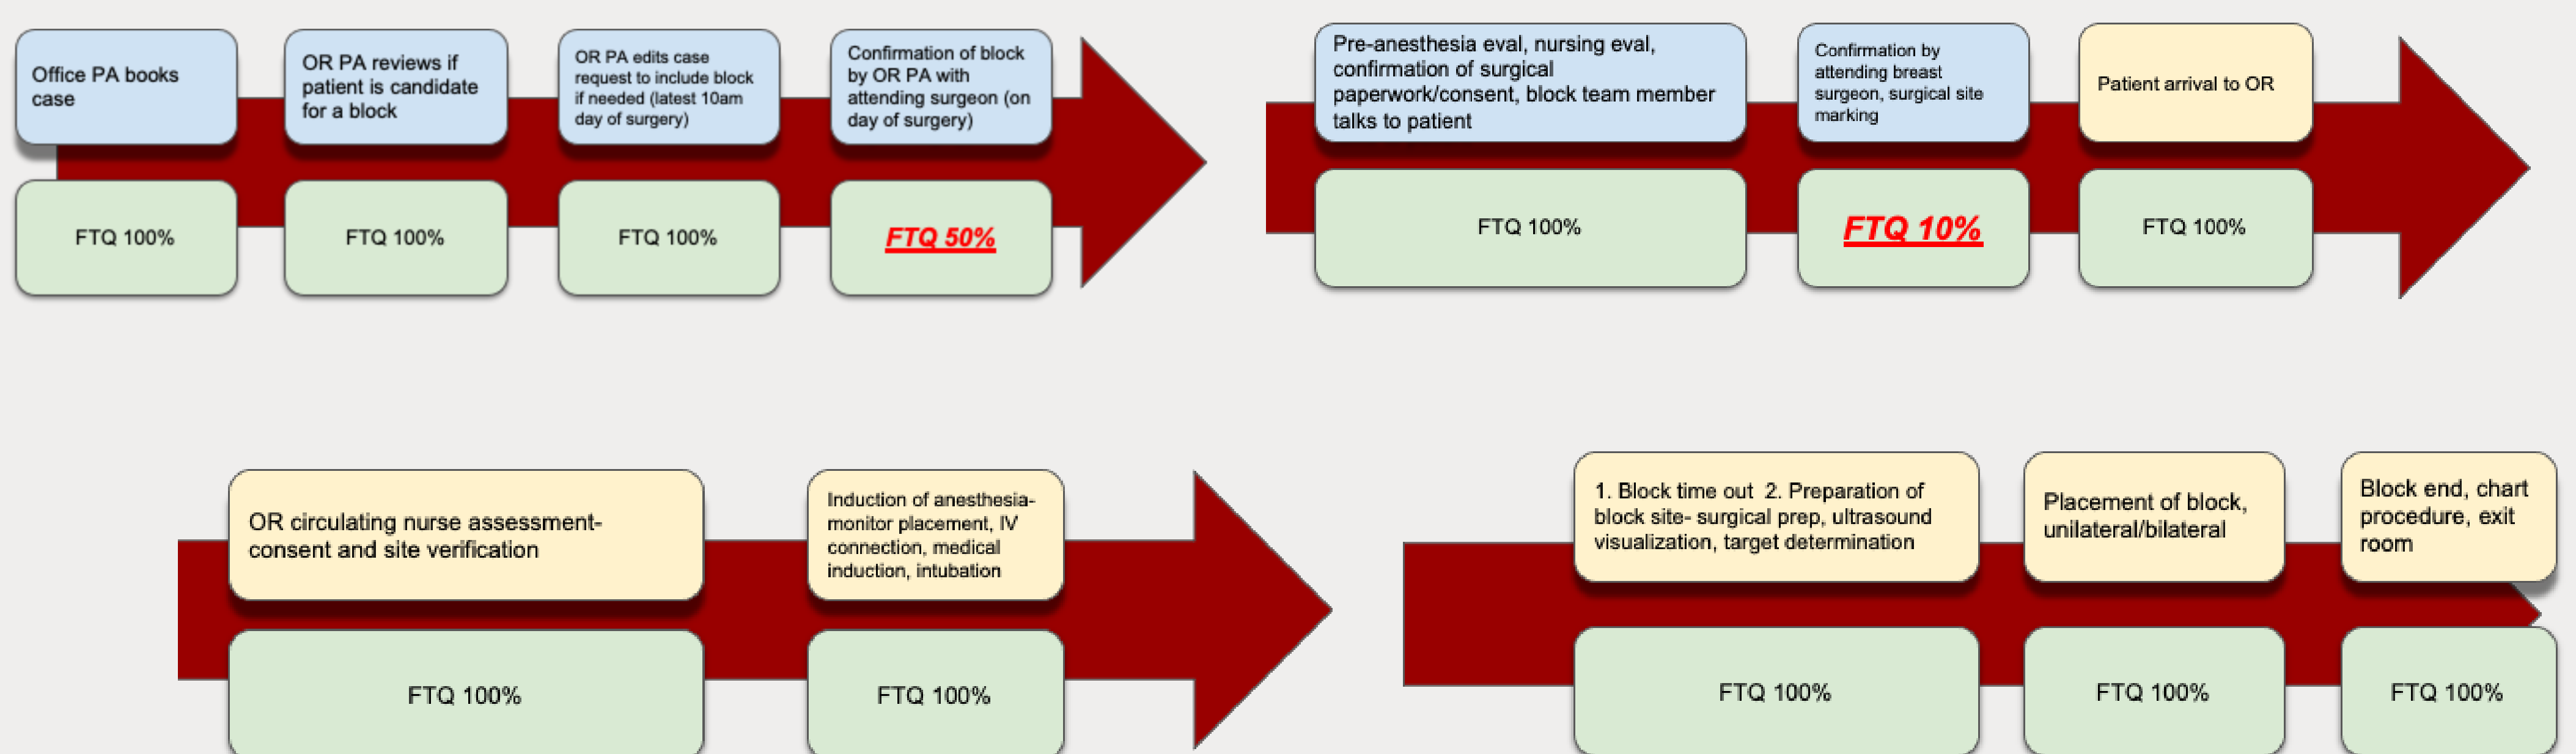 Office PA books
case
OR PA reviews if
patient is candidate
for a block
OR PA edits case
request to include block
if needed (latest 10am
day of surgery)
Confirmation of block
by OR PA with
attending surgeon (on
day of surgery)
FTQ 100%
FTQ 100%
FTQ 100%
FTQ 50%
Pre-anesthesia eval, nursing eval,
confirmation of surgical
paperwork/consent, block team member
talks to patient
Confirmation by
attending breast
surgeon, surgical site
marking
Patient arrival to OR
FTQ 100%
FTQ 10%
FTQ 100%
OR circulating nurse assessment-
consent and site verification
Induction of anesthesia-
monitor placement, IV
connection, medical
induction, intubation
FTQ 100%
FTQ 100%
1. Block time out 2. Preparation of
block site- surgical prep, ultrasound
visualization, target determination
Placement of block,
unilateral/bilateral
Block end, chart
procedure, exit
room
FTQ 100%
FTQ 100%
FTQ 100%